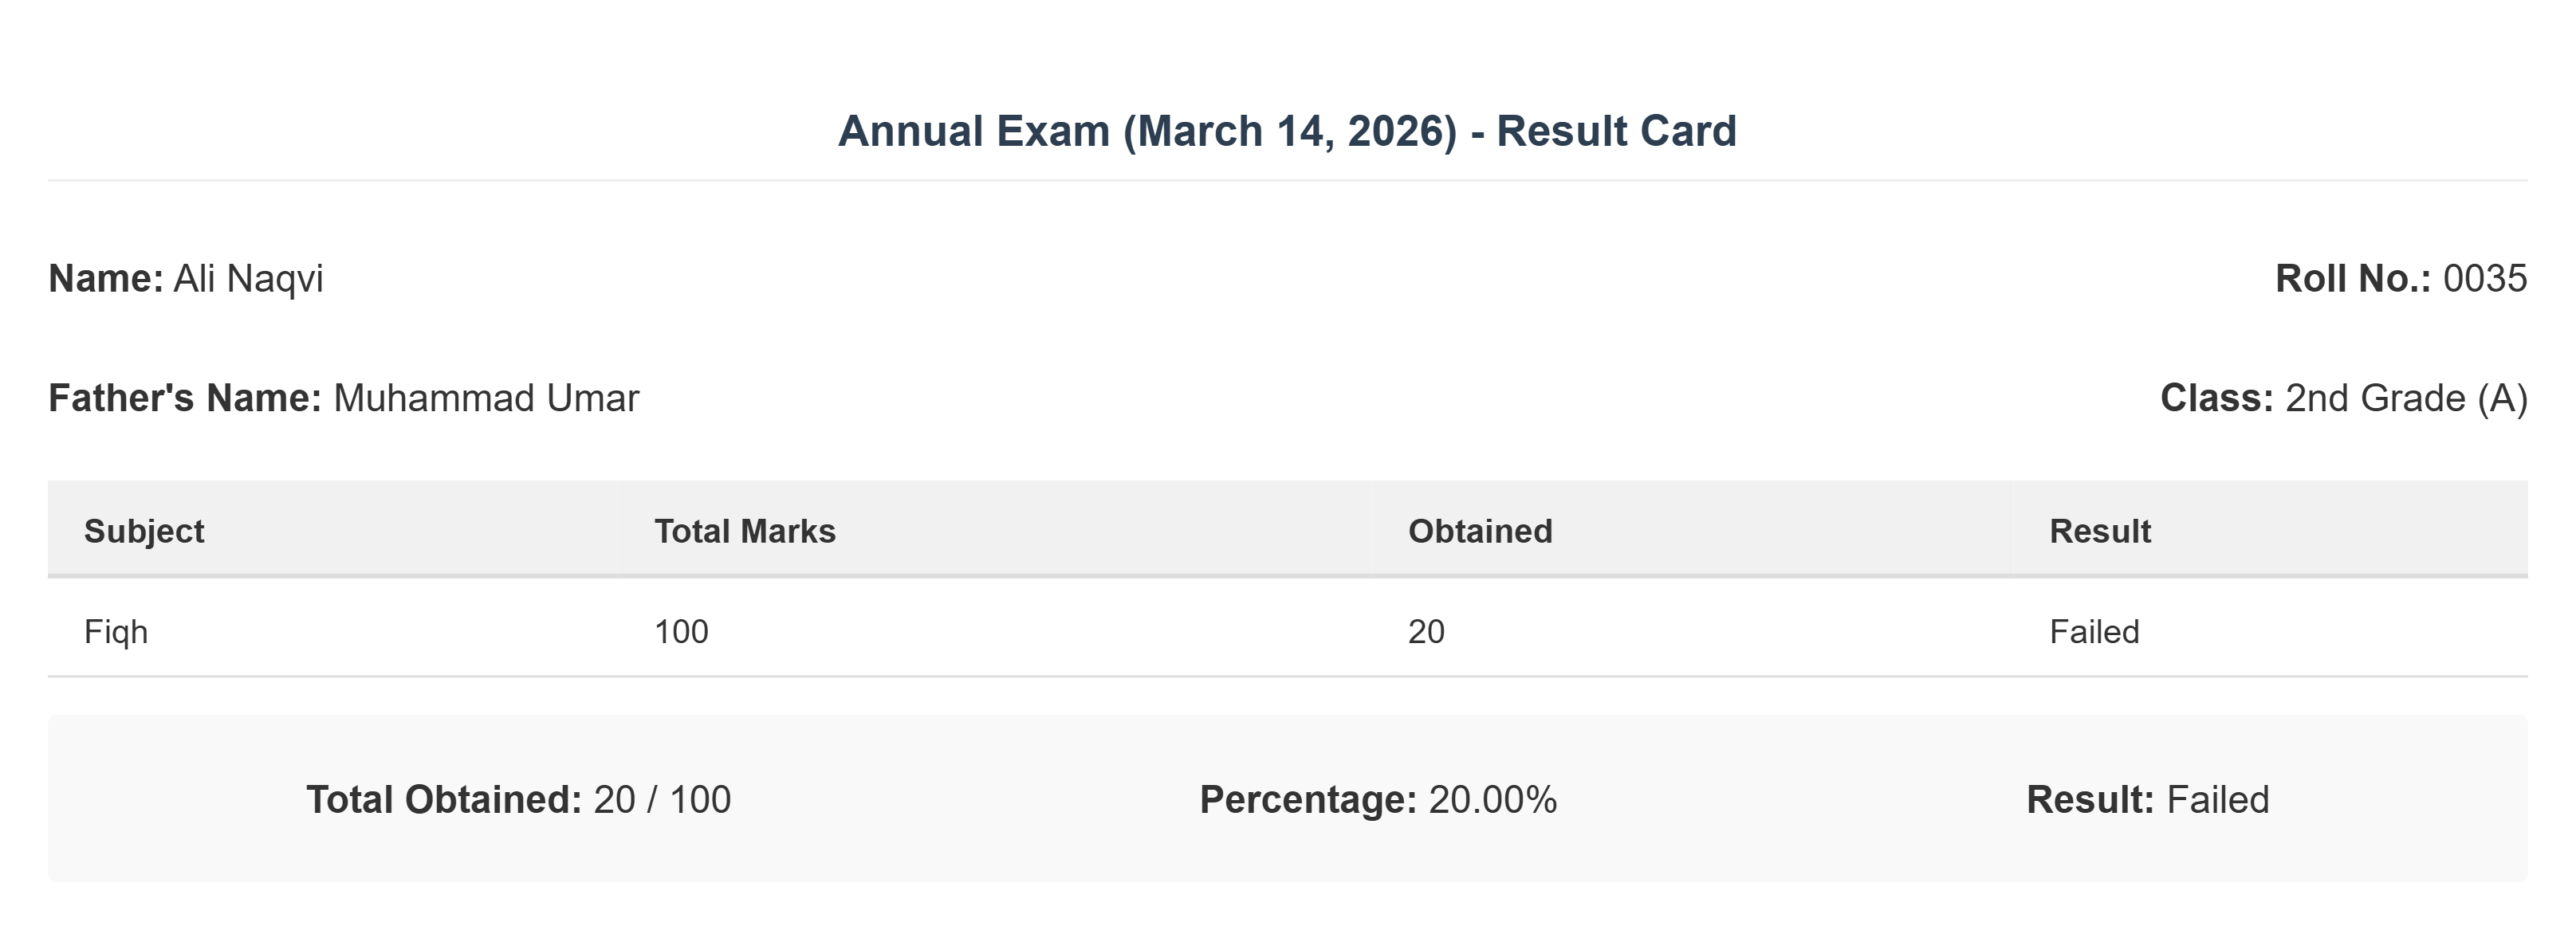 Annual Exam (March 14, 2026) - Result Card
Name: Ali Naqvi Roll No.: 0035
Father's Name: Muhammad Umar Class: 2nd Grade (A)
Subject Total Marks Obtained Result
Fiqh 100 20 Failed
Total Obtained: 20 / 100 Percentage: 20.00% Result: Failed